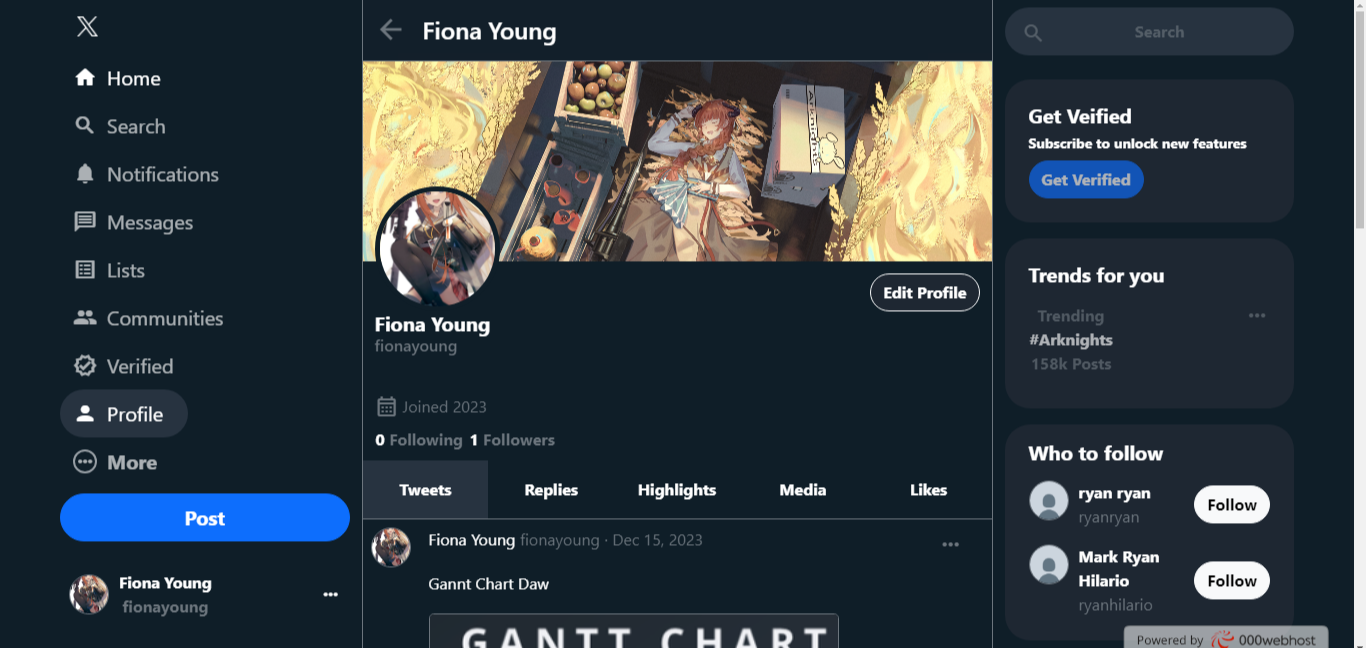 Home
Search
Notifications
Messages
Lists
Communities
Verified
Profile
More
Post
Fiona Young
fionayoung
Fiona Young
Arknights
Edit Profile
Fiona Young
fionayoung
Joined 2023
0 Following 1 Followers
Tweets Replies Highlights Media Likes
Fiona Young fionayoung · Dec 15, 2023
Gannt Chart Daw
GANTT CHART
Search
Get Veified
Subscribe to unlock new features
Get Verified
Trends for you
Trending
#Arknights
158k Posts
Who to follow
ryan ryan
ryanryan
Follow
Mark Ryan
Hilario
ryanhilario
Follow
Powered by 000webhost